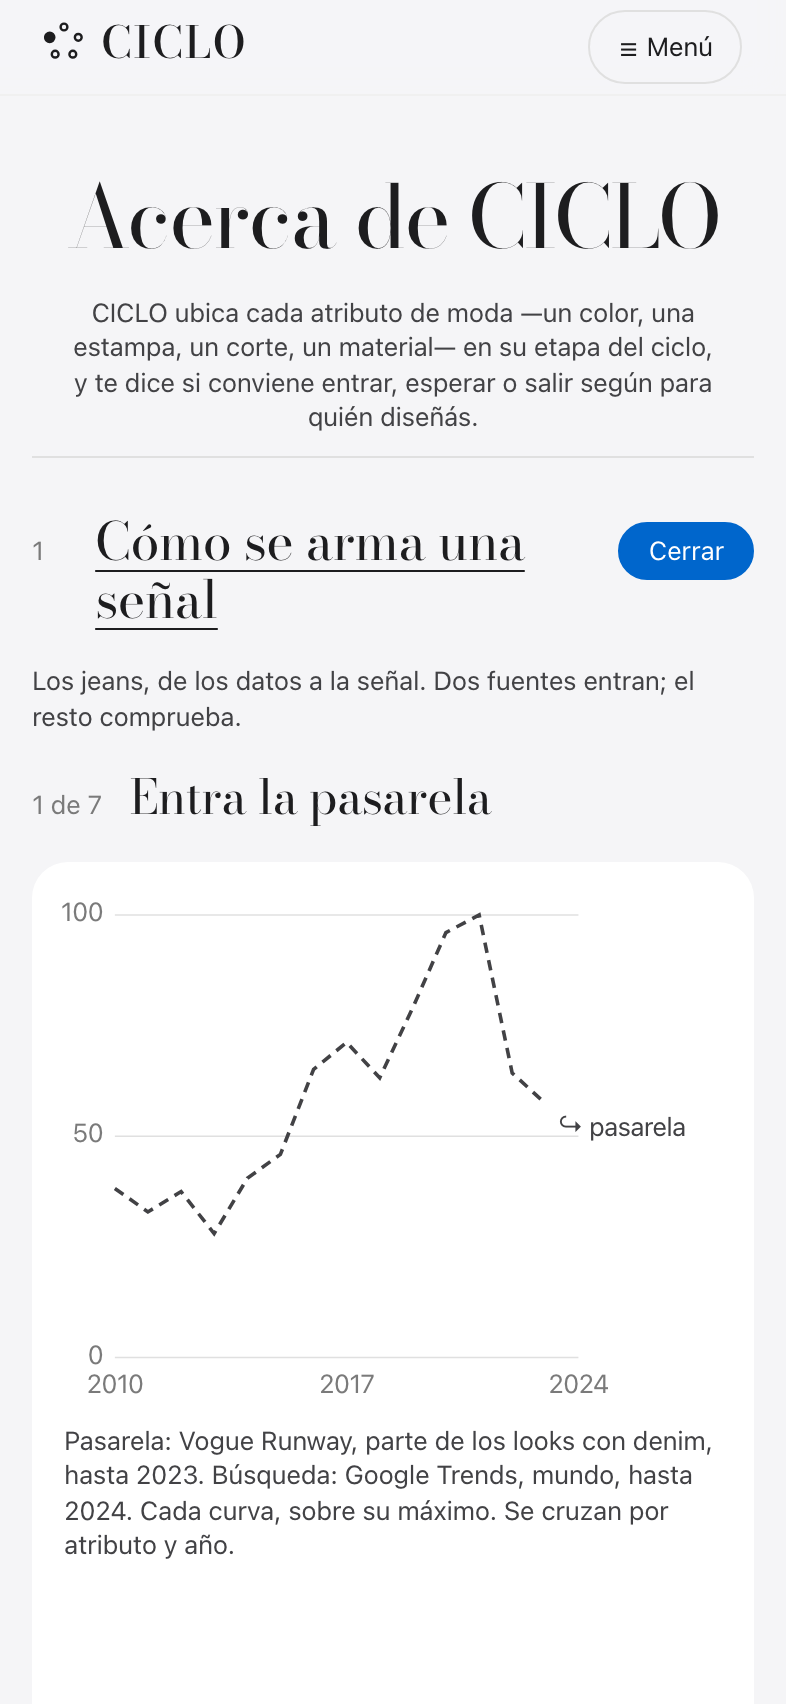 CICLO
≡ Menú
Acerca de CICLO
CICLO ubica cada atributo de moda —un color, una
estampa, un corte, un material— en su etapa del ciclo,
y te dice si conviene entrar, esperar o salir según para
quién diseñás.
1
Cómo se arma una
señal
Cerrar
Los jeans, de los datos a la señal. Dos fuentes entran; el
resto comprueba.
1 de 7 Entra la pasarela
100
50
↪ pasarela
0
2010 2017 2024
Pasarela: Vogue Runway, parte de los looks con denim,
hasta 2023. Búsqueda: Google Trends, mundo, hasta
2024. Cada curva, sobre su máximo. Se cruzan por
atributo y año.